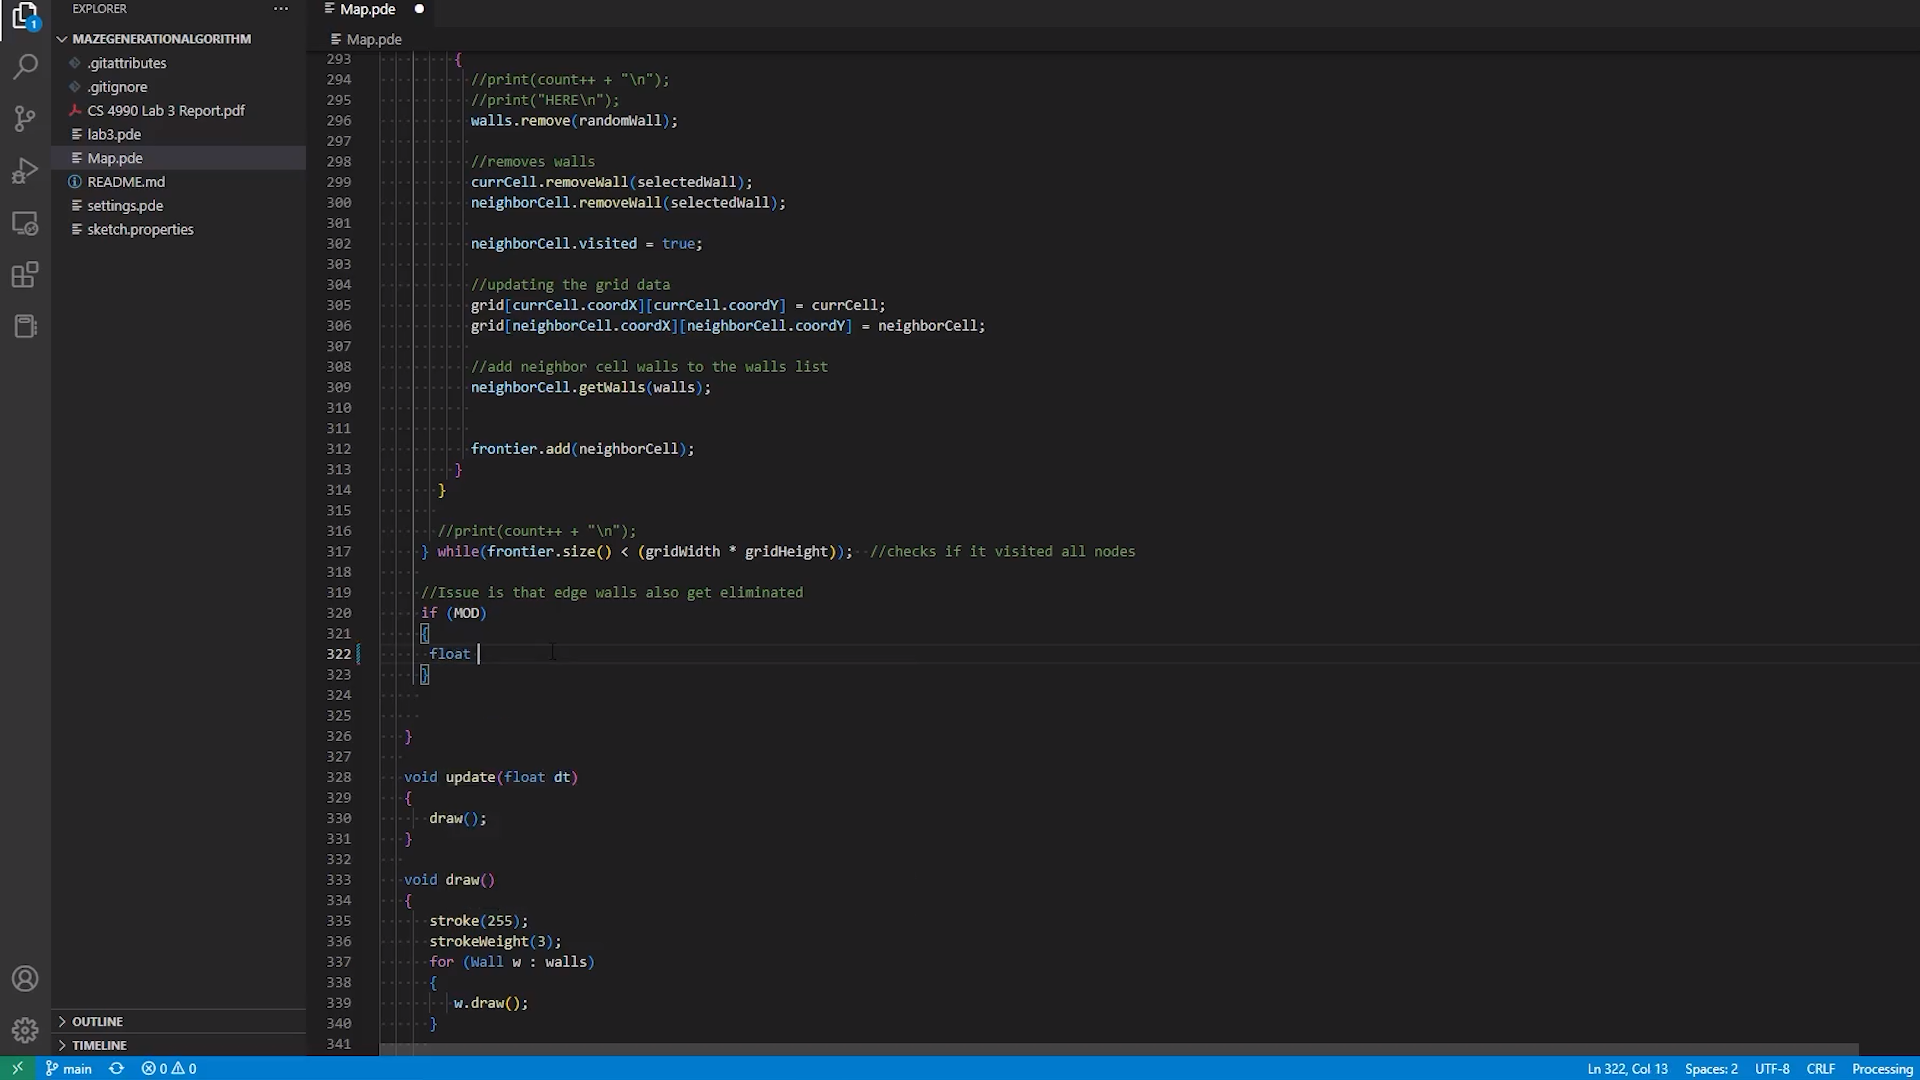 EXPLORER
···
Map.pde
1
MAZEGENERATIONALGORITHM
Map.pde
.gitattributes
.gitignore
CS 4990 Lab 3 Report.pdf
lab3.pde
Map.pde
README.md
settings.pde
sketch.properties
293 {
294 //print(count++ + "\n");
295 //print("HERE\n");
296 walls.remove(randomWall);
297
298 //removes walls
299 currCell.removeWall(selectedWall);
300 neighborCell.removeWall(selectedWall);
301
302 neighborCell.visited = true;
303
304 //updating the grid data
305 grid[currCell.coordX][currCell.coordY] = currCell;
306 grid[neighborCell.coordX][neighborCell.coordY] = neighborCell;
307
308 //add neighbor cell walls to the walls list
309 neighborCell.getWalls(walls);
310
311
312 frontier.add(neighborCell);
313 }
314 }
315
316 //print(count++ + "\n");
317 } while(frontier.size() < (gridWidth * gridHeight)); //checks if it visited all nodes
318
319 //Issue is that edge walls also get eliminated
320 if (MOD)
321 {
322 float
323 }
324
325
326 }
327
328 void update(float dt)
329 {
330 draw();
331 }
332
333 void draw()
334 {
335 stroke(255);
336 strokeWeight(3);
337 for (Wall w : walls)
338 {
339 w.draw();
340 }
341
OUTLINE
TIMELINE
main
0 0
Ln 322, Col 13
Spaces: 2
UTF-8
CRLF
Processing